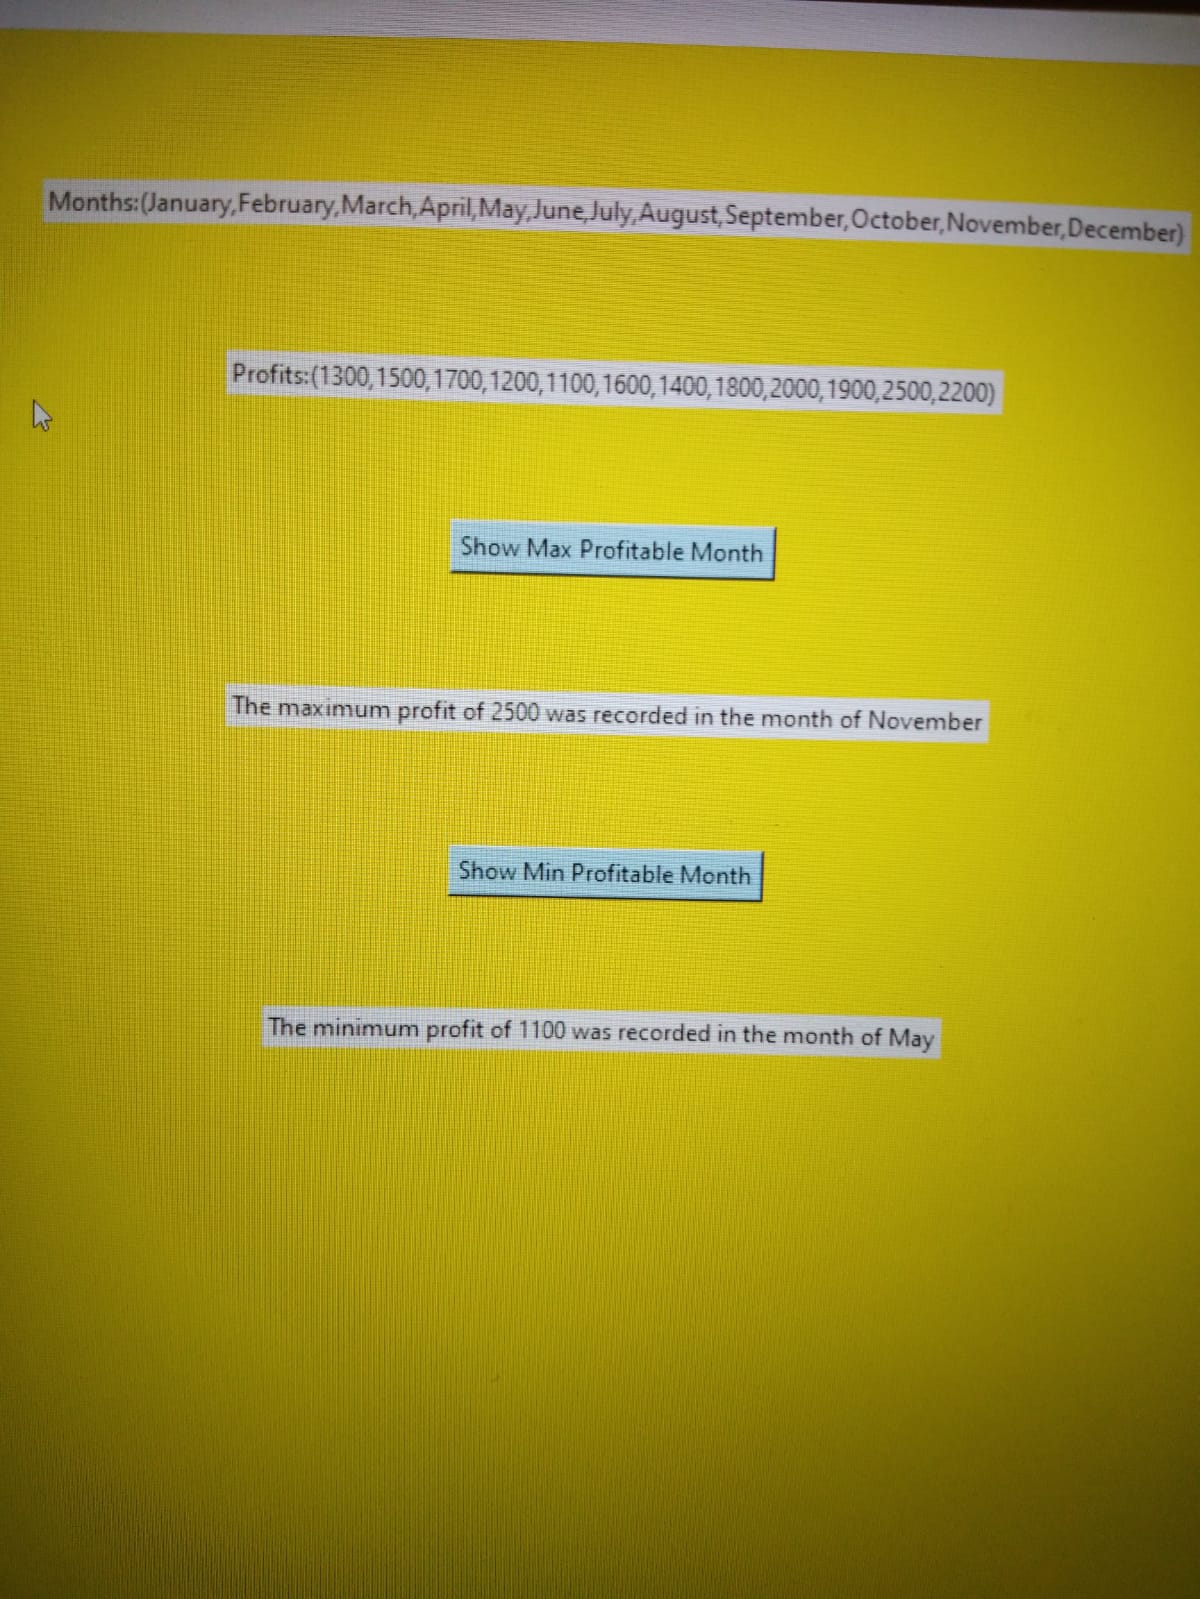 Months:(January,February,March,April,May,June,July,August,September,October,November,December)
Profits:(1300,1500,1700,1200,1100,1600,1400,1800,2000,1900,2500,2200)
Show Max Profitable Month
The maximum profit of 2500 was recorded in the month of November
Show Min Profitable Month
The minimum profit of 1100 was recorded in the month of May